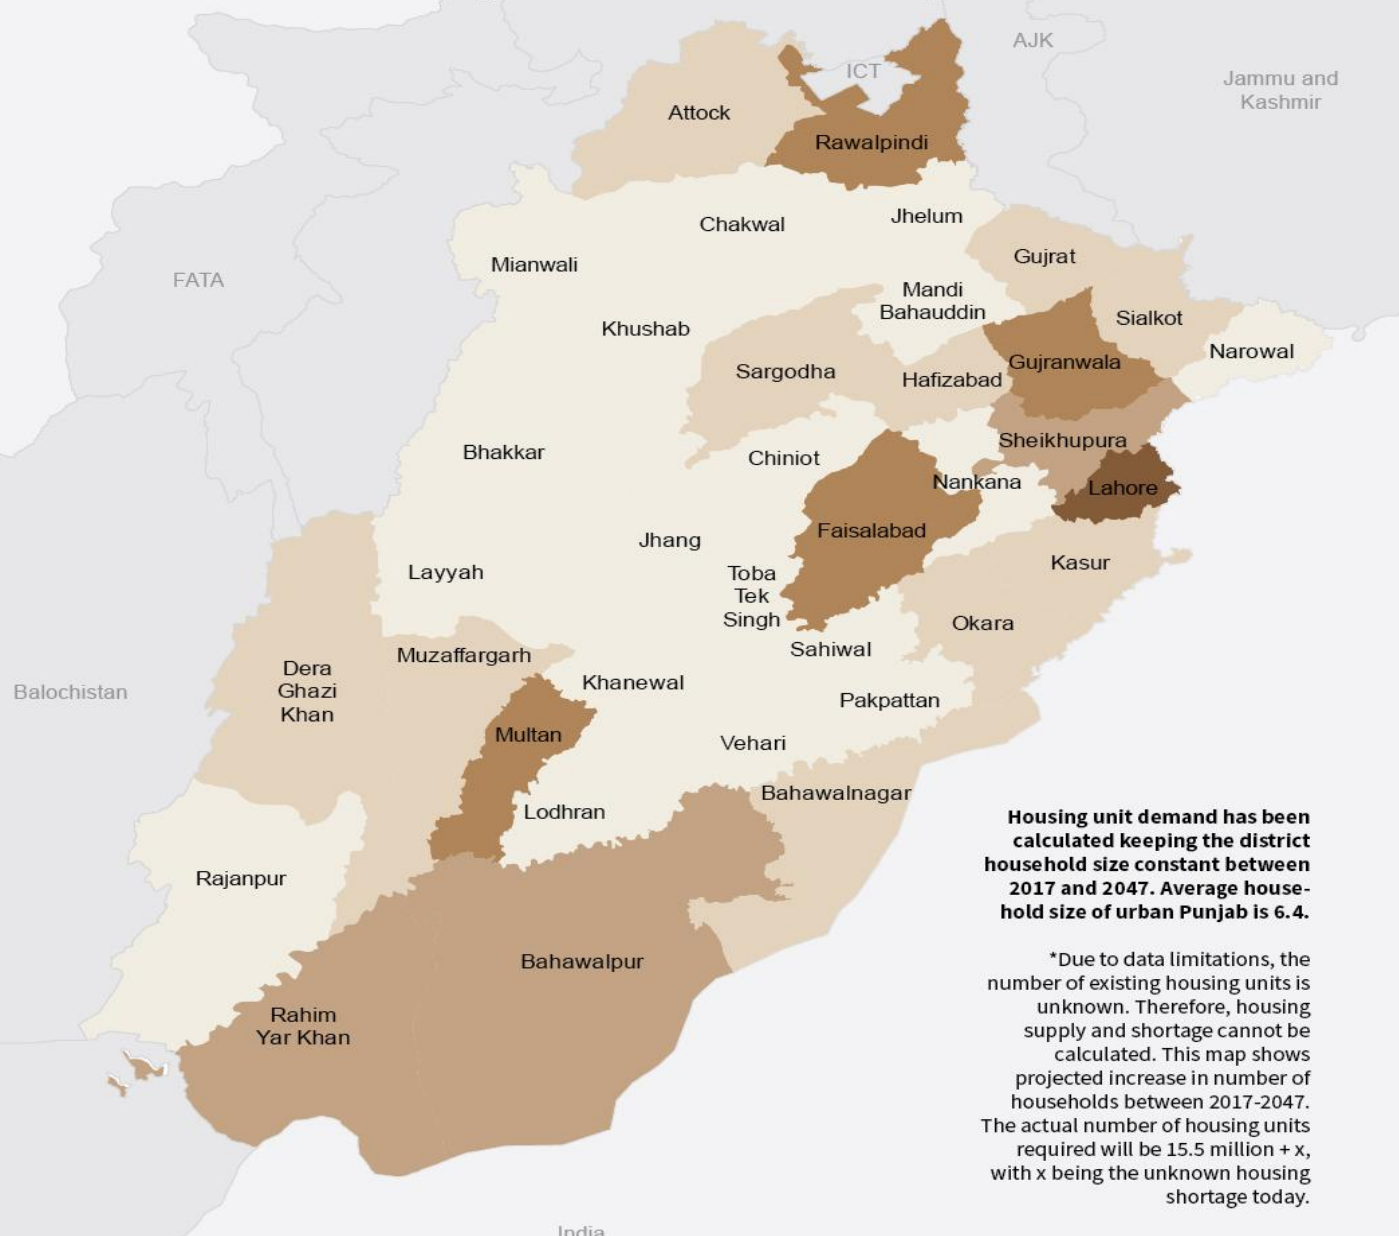 AJK
ICT
Jammu and
Kashmir
Attock
Rawalpindi
Chakwal
Jhelum
Mianwali
Gujrat
FATA
Mandi
Bahauddin
Khushab
Sialkot
Narowal
Gujranwala
Sargodha
Hafizabad
Sheikhupura
Bhakkar
Chiniot
Nankana
Lahore
Faisalabad
Jhang
Kasur
Layyah
Toba
Tek
Singh
Okara
Sahiwal
Muzaffargarh
Dera
Ghazi
Khan
Khanewal
Balochistan
Pakpattan
Multan
Vehari
Bahawalnagar
Lodhran
Rajanpur
Bahawalpur
Rahim
Yar Khan
India
Housing unit demand has been
calculated keeping the district
household size constant between
2017 and 2047. Average house-
hold size of urban Punjab is 6.4.
*Due to data limitations, the
number of existing housing units is
unknown. Therefore, housing
supply and shortage cannot be
calculated. This map shows
projected increase in number of
households between 2017-2047.
The actual number of housing units
required will be 15.5 million + x,
with x being the unknown housing
shortage today.